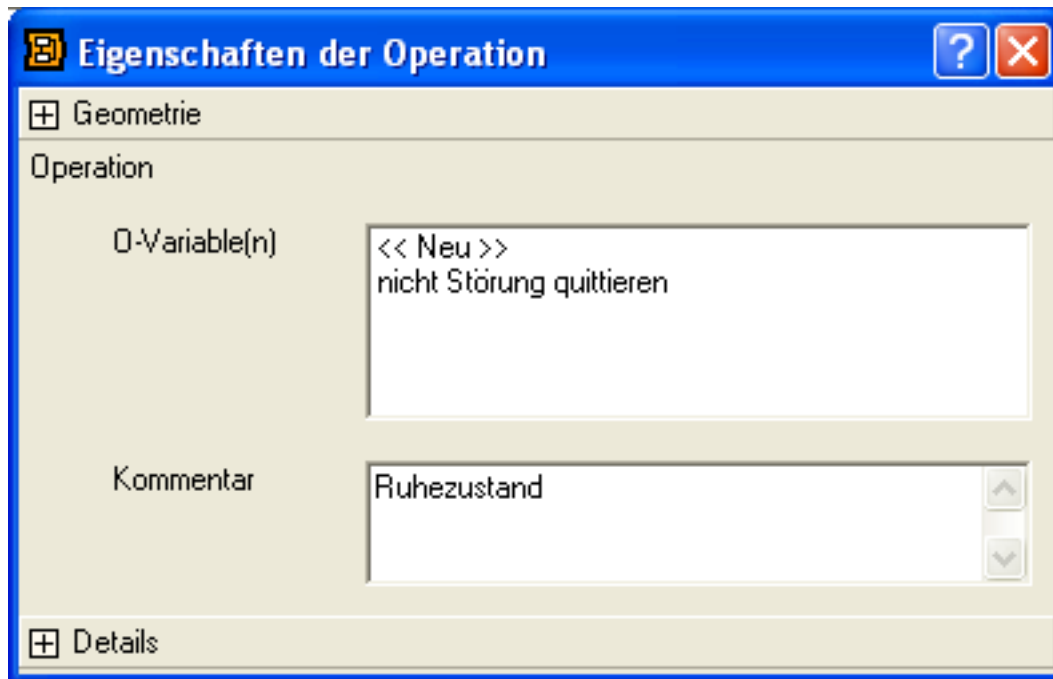 Eigenschaften der Operation
Geometrie
Operation
O-Variable(n)
<< Neu >>
nicht Störung quittieren
Kommentar
Ruhezustand
Details